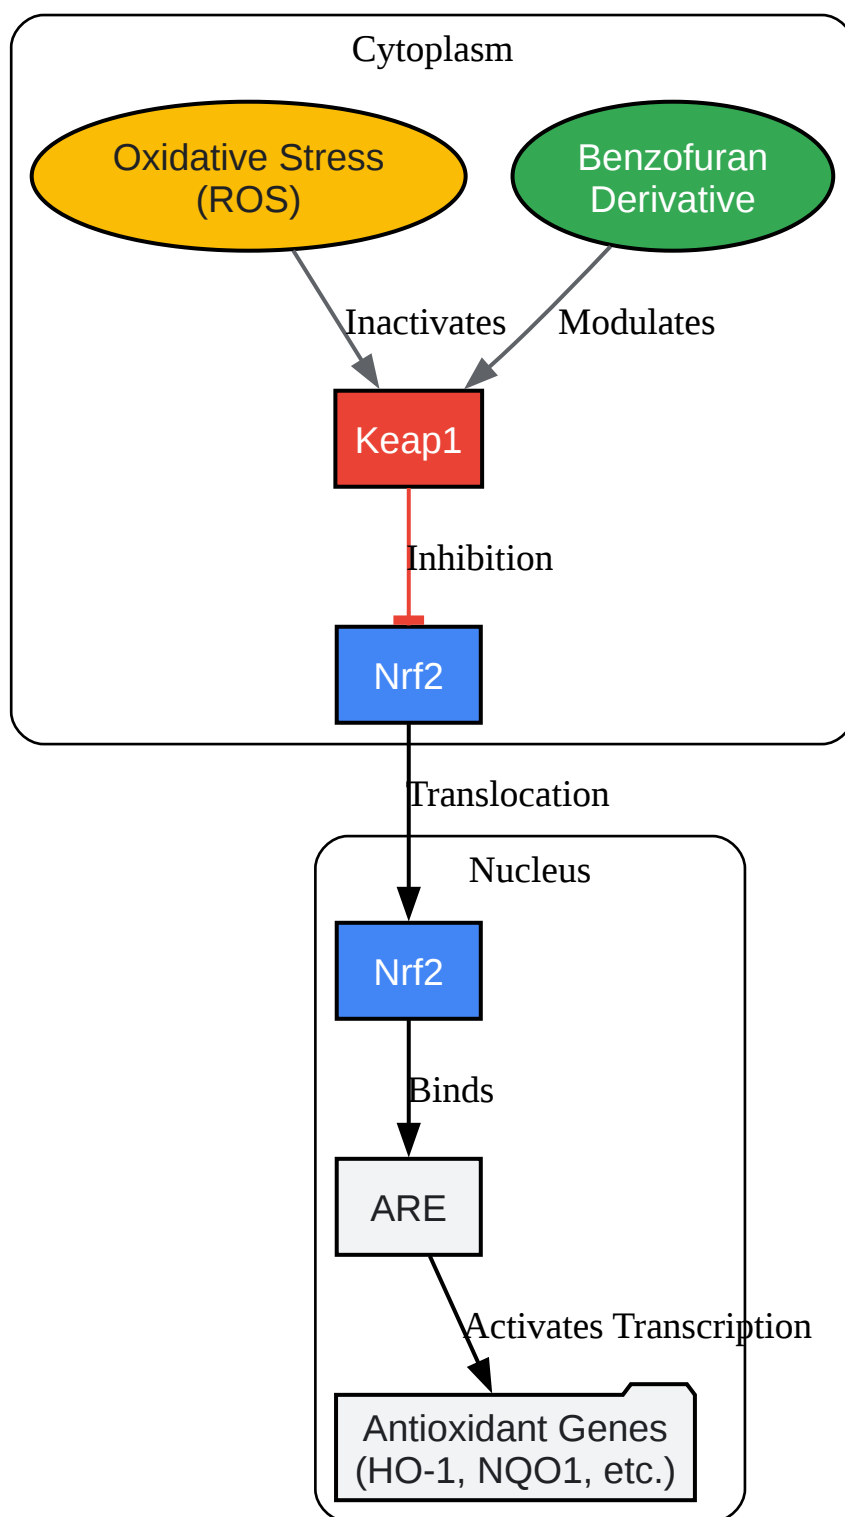 Cytoplasm
Oxidative Stress
(ROS)
Benzofuran
Derivative
Inactivates
Modulates
Keap1
Inhibition
Nrf2
Translocation
Nucleus
Nrf2
Binds
ARE
Activates Transcription
Antioxidant Genes
(HO-1, NQO1, etc.)